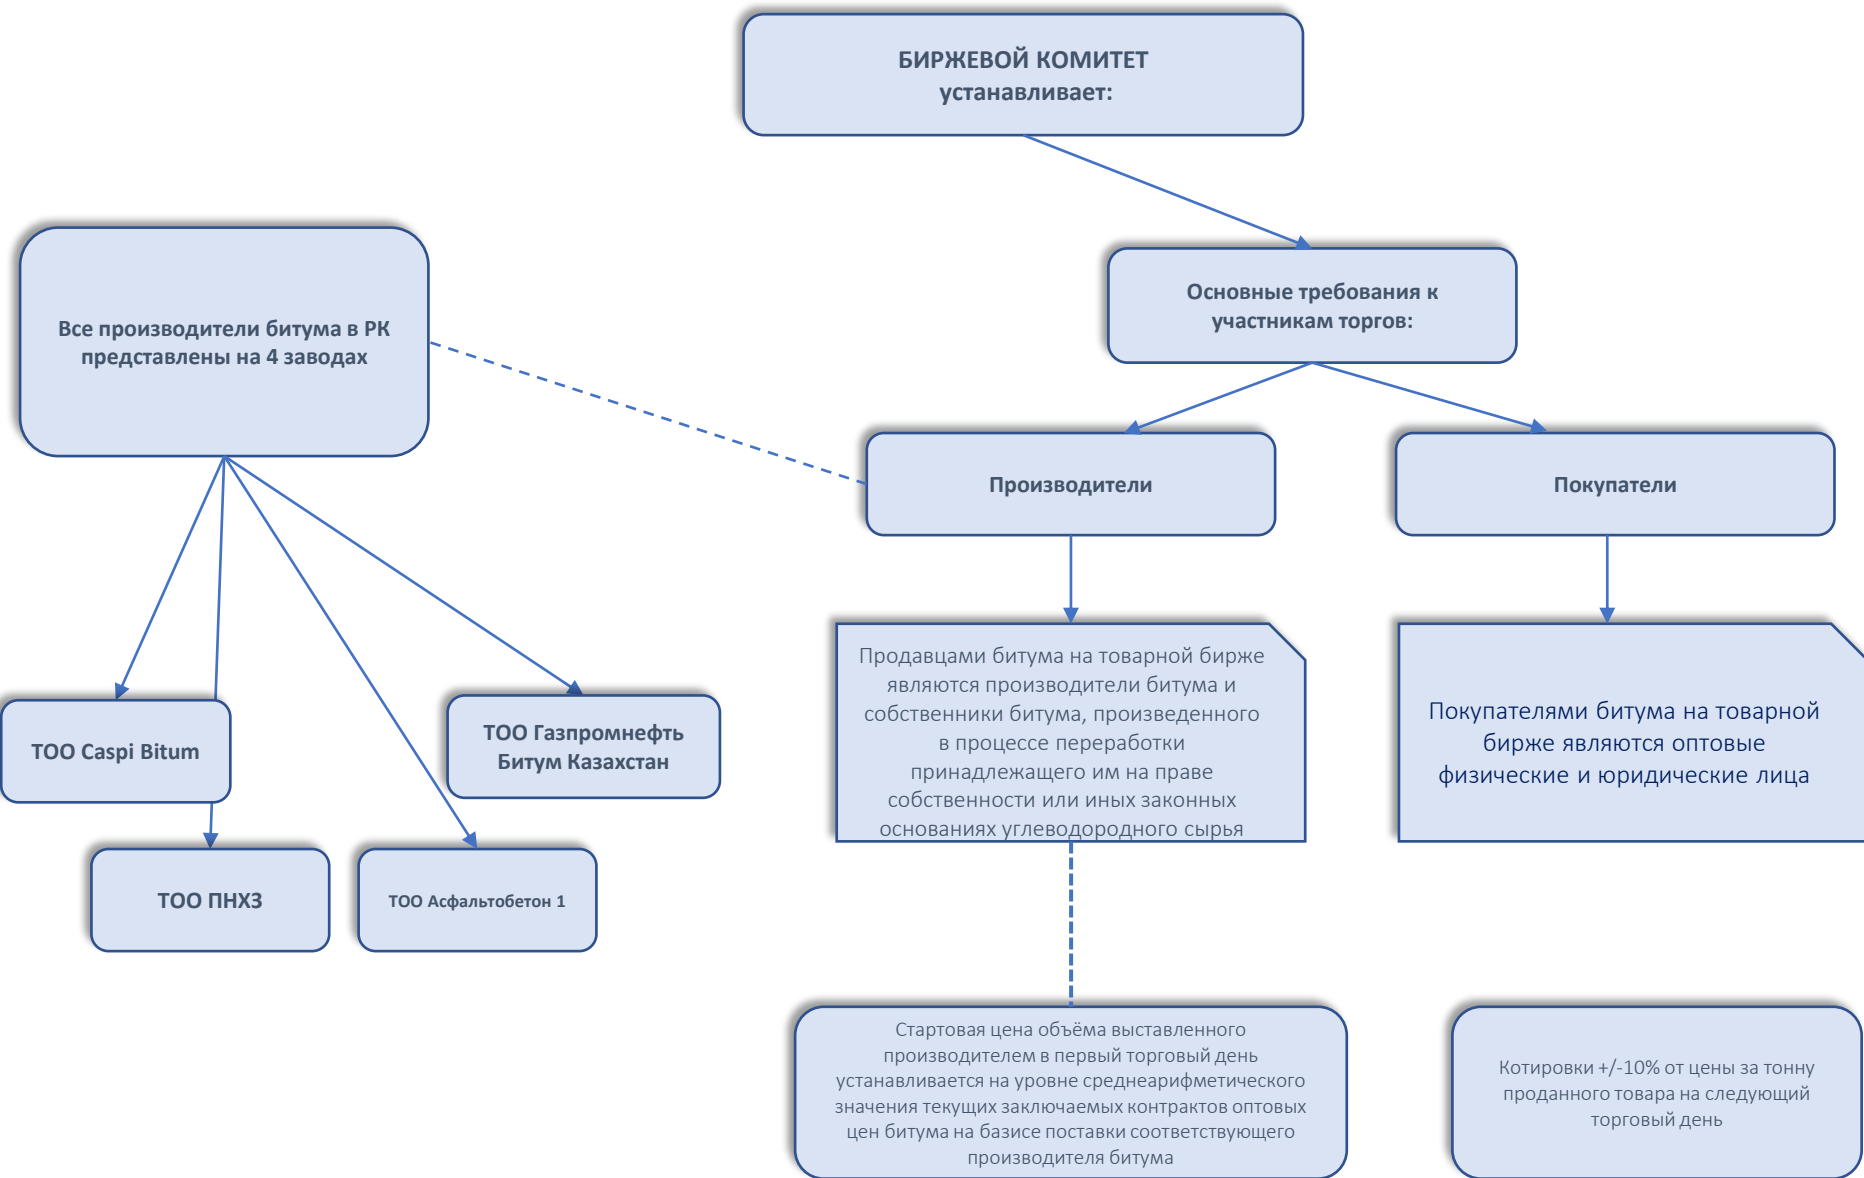 БИРЖЕВОЙ КОМИТЕТ
устанавливает:
Все производители битума в РК
представлены на 4 заводах
Основные требования к
участникам торгов:
Производители
Покупатели
Продавцами битума на товарной бирже
являются производители битума и
собственники битума, произведенного
в процессе переработки
принадлежащего им на праве
собственности или иных законных
основаниях углеводородного сырья
Покупателями битума на товарной
бирже являются оптовые
физические и юридические лица
ТОО Caspi Bitum
ТОО Газпромнефть
Битум Казахстан
ТОО ПНХЗ
ТОО Асфальтобетон 1
Стартовая цена объёма выставленного
производителем в первый торговый день
устанавливается на уровне среднеарифметического
значения текущих заключаемых контрактов оптовых
цен битума на базисе поставки соответствующего
производителя битума
Котировки +/-10% от цены за тонну
проданного товара на следующий
торговый день